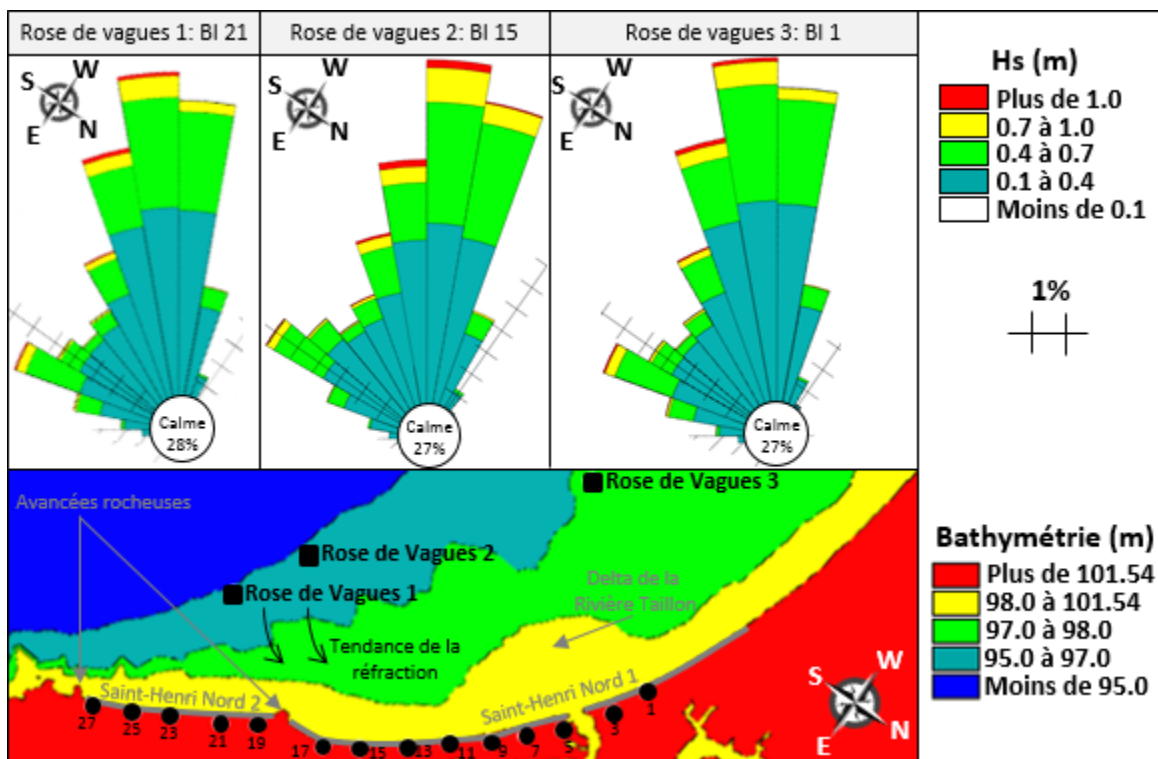 Rose de vagues 1: Bl 21
Rose de vagues 2: Bl 15
Rose de vagues 3: Bl 1
S W
E N
S W
E N
S W
E N
Calme
28%
Calme
27%
Calme
27%
Hs (m)
Plus de 1.0
0.7 à 1.0
0.4 à 0.7
0.1 à 0.4
Moins de 0.1
1%
Avancées rocheuses
Rose de Vagues 3
Rose de Vagues 2
Rose de Vagues 1
Delta de la
Rivière Taillon
Tendance de la
réfraction
Saint-Henri Nord 2
Saint-Henri Nord 1
27 25 23 21 19 17 15 13 11 9 7 5 3 1
S W
E N
Bathymétrie (m)
Plus de 101.54
98.0 à 101.54
97.0 à 98.0
95.0 à 97.0
Moins de 95.0